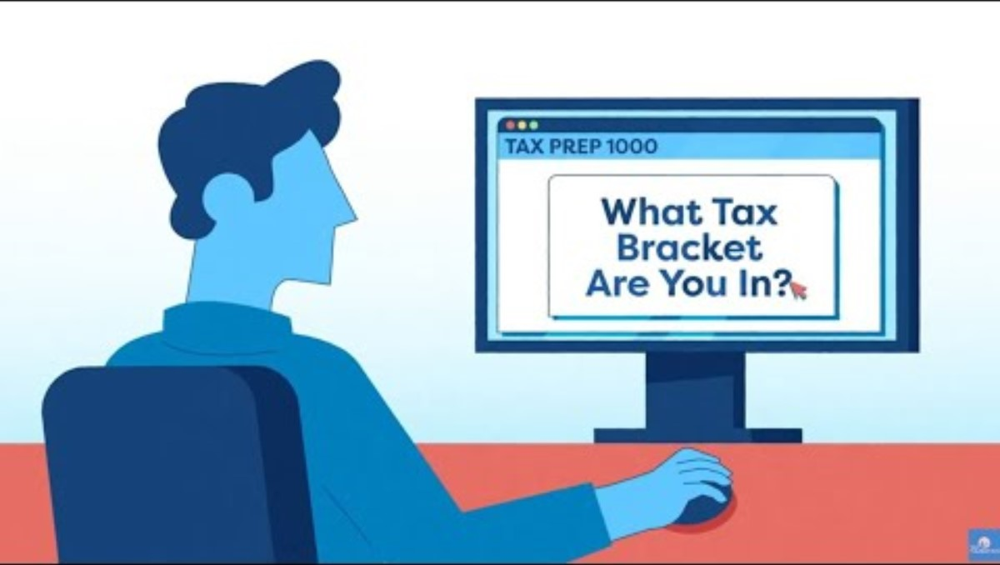 TAX PREP 1000
What Tax
Bracket
Are You In?